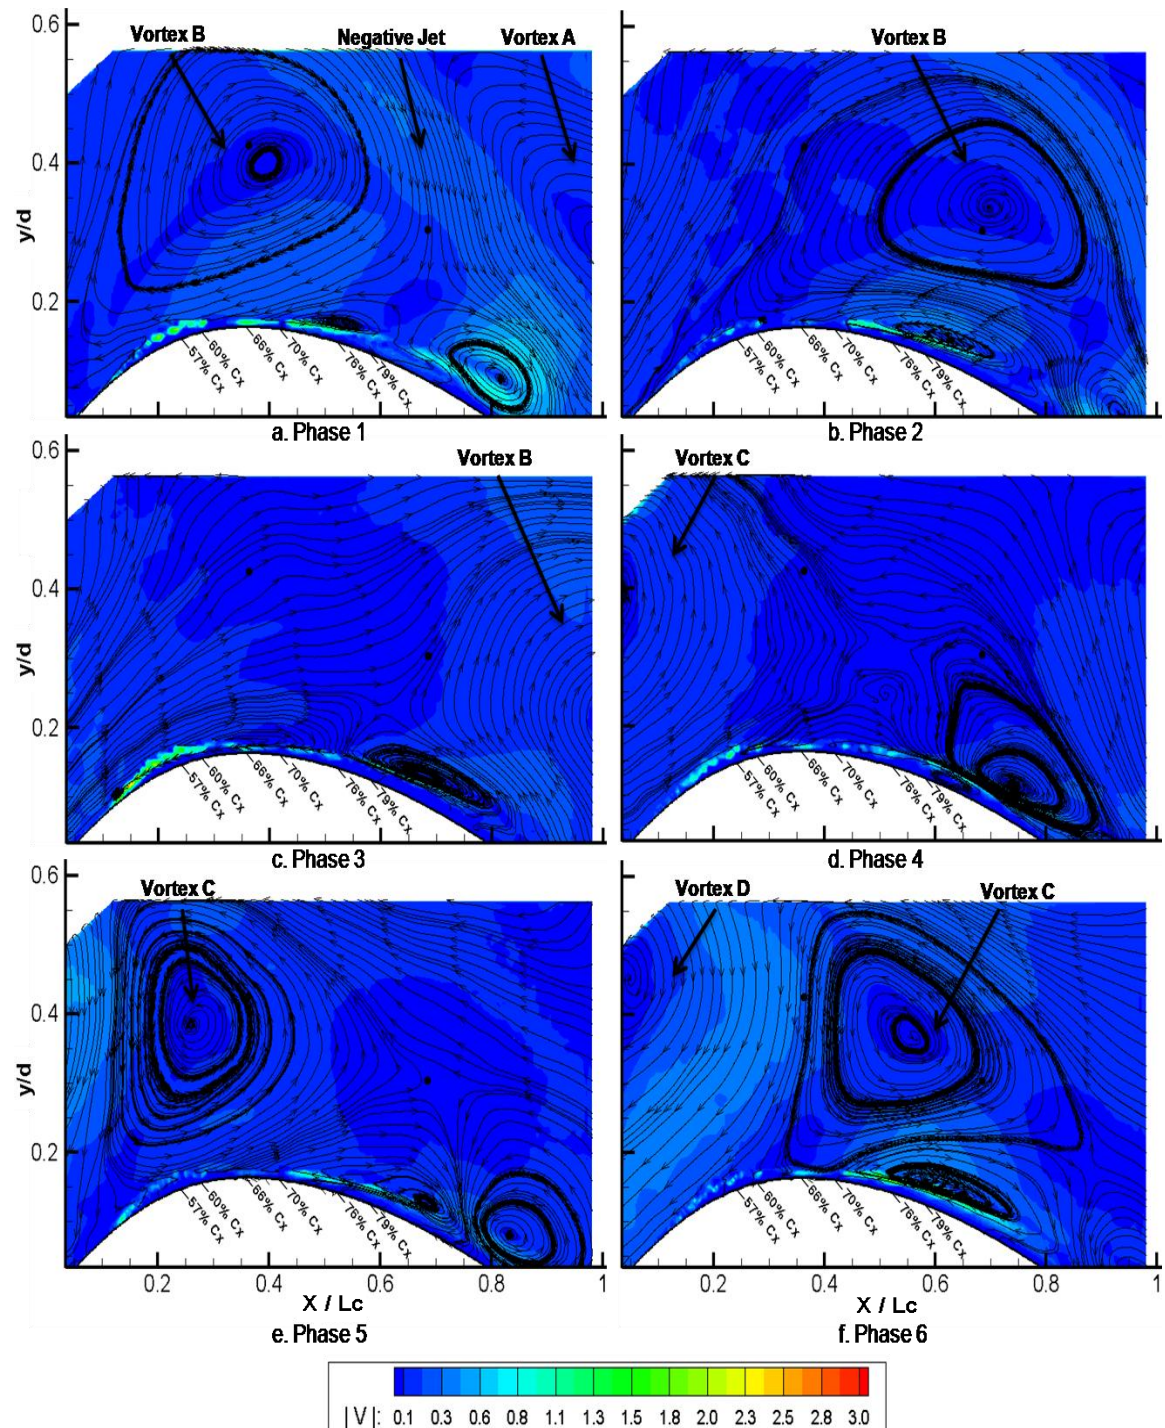 Vortex B Negative Jet Vortex A Vortex B
0.6
0.4
y/d
0.2
57% Cx 60% Cx 66% Cx 70% Cx 76% Cx 79% Cx
57% Cx 60% Cx 66% Cx 70% Cx 76% Cx 79% Cx
a. Phase 1 b. Phase 2
Vortex B Vortex C
0.6
0.4
y/d
0.2
57% Cx 60% Cx 66% Cx 70% Cx 76% Cx 79% Cx
57% Cx 60% Cx 66% Cx 70% Cx 76% Cx 79% Cx
c. Phase 3 d. Phase 4
Vortex C Vortex D Vortex C
0.6
0.4
y/d
0.2
57% Cx 60% Cx 66% Cx 70% Cx 76% Cx 79% Cx
57% Cx 60% Cx 66% Cx 70% Cx 76% Cx 79% Cx
0.2 0.4 0.6 0.8 1 0.2 0.4 0.6 0.8 1
X / Lc X / Lc
e. Phase 5 f. Phase 6
|V|: 0.1 0.3 0.6 0.8 1.1 1.3 1.5 1.8 2.0 2.3 2.5 2.8 3.0